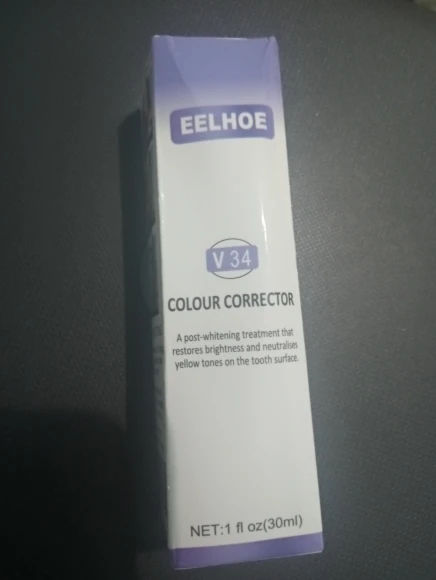 EELHOE
V 34
COLOUR CORRECTOR
A post-whitening treatment that
restores brightness and neutralises
yellow tones on the tooth surface.
NET:1 fl oz(30ml)